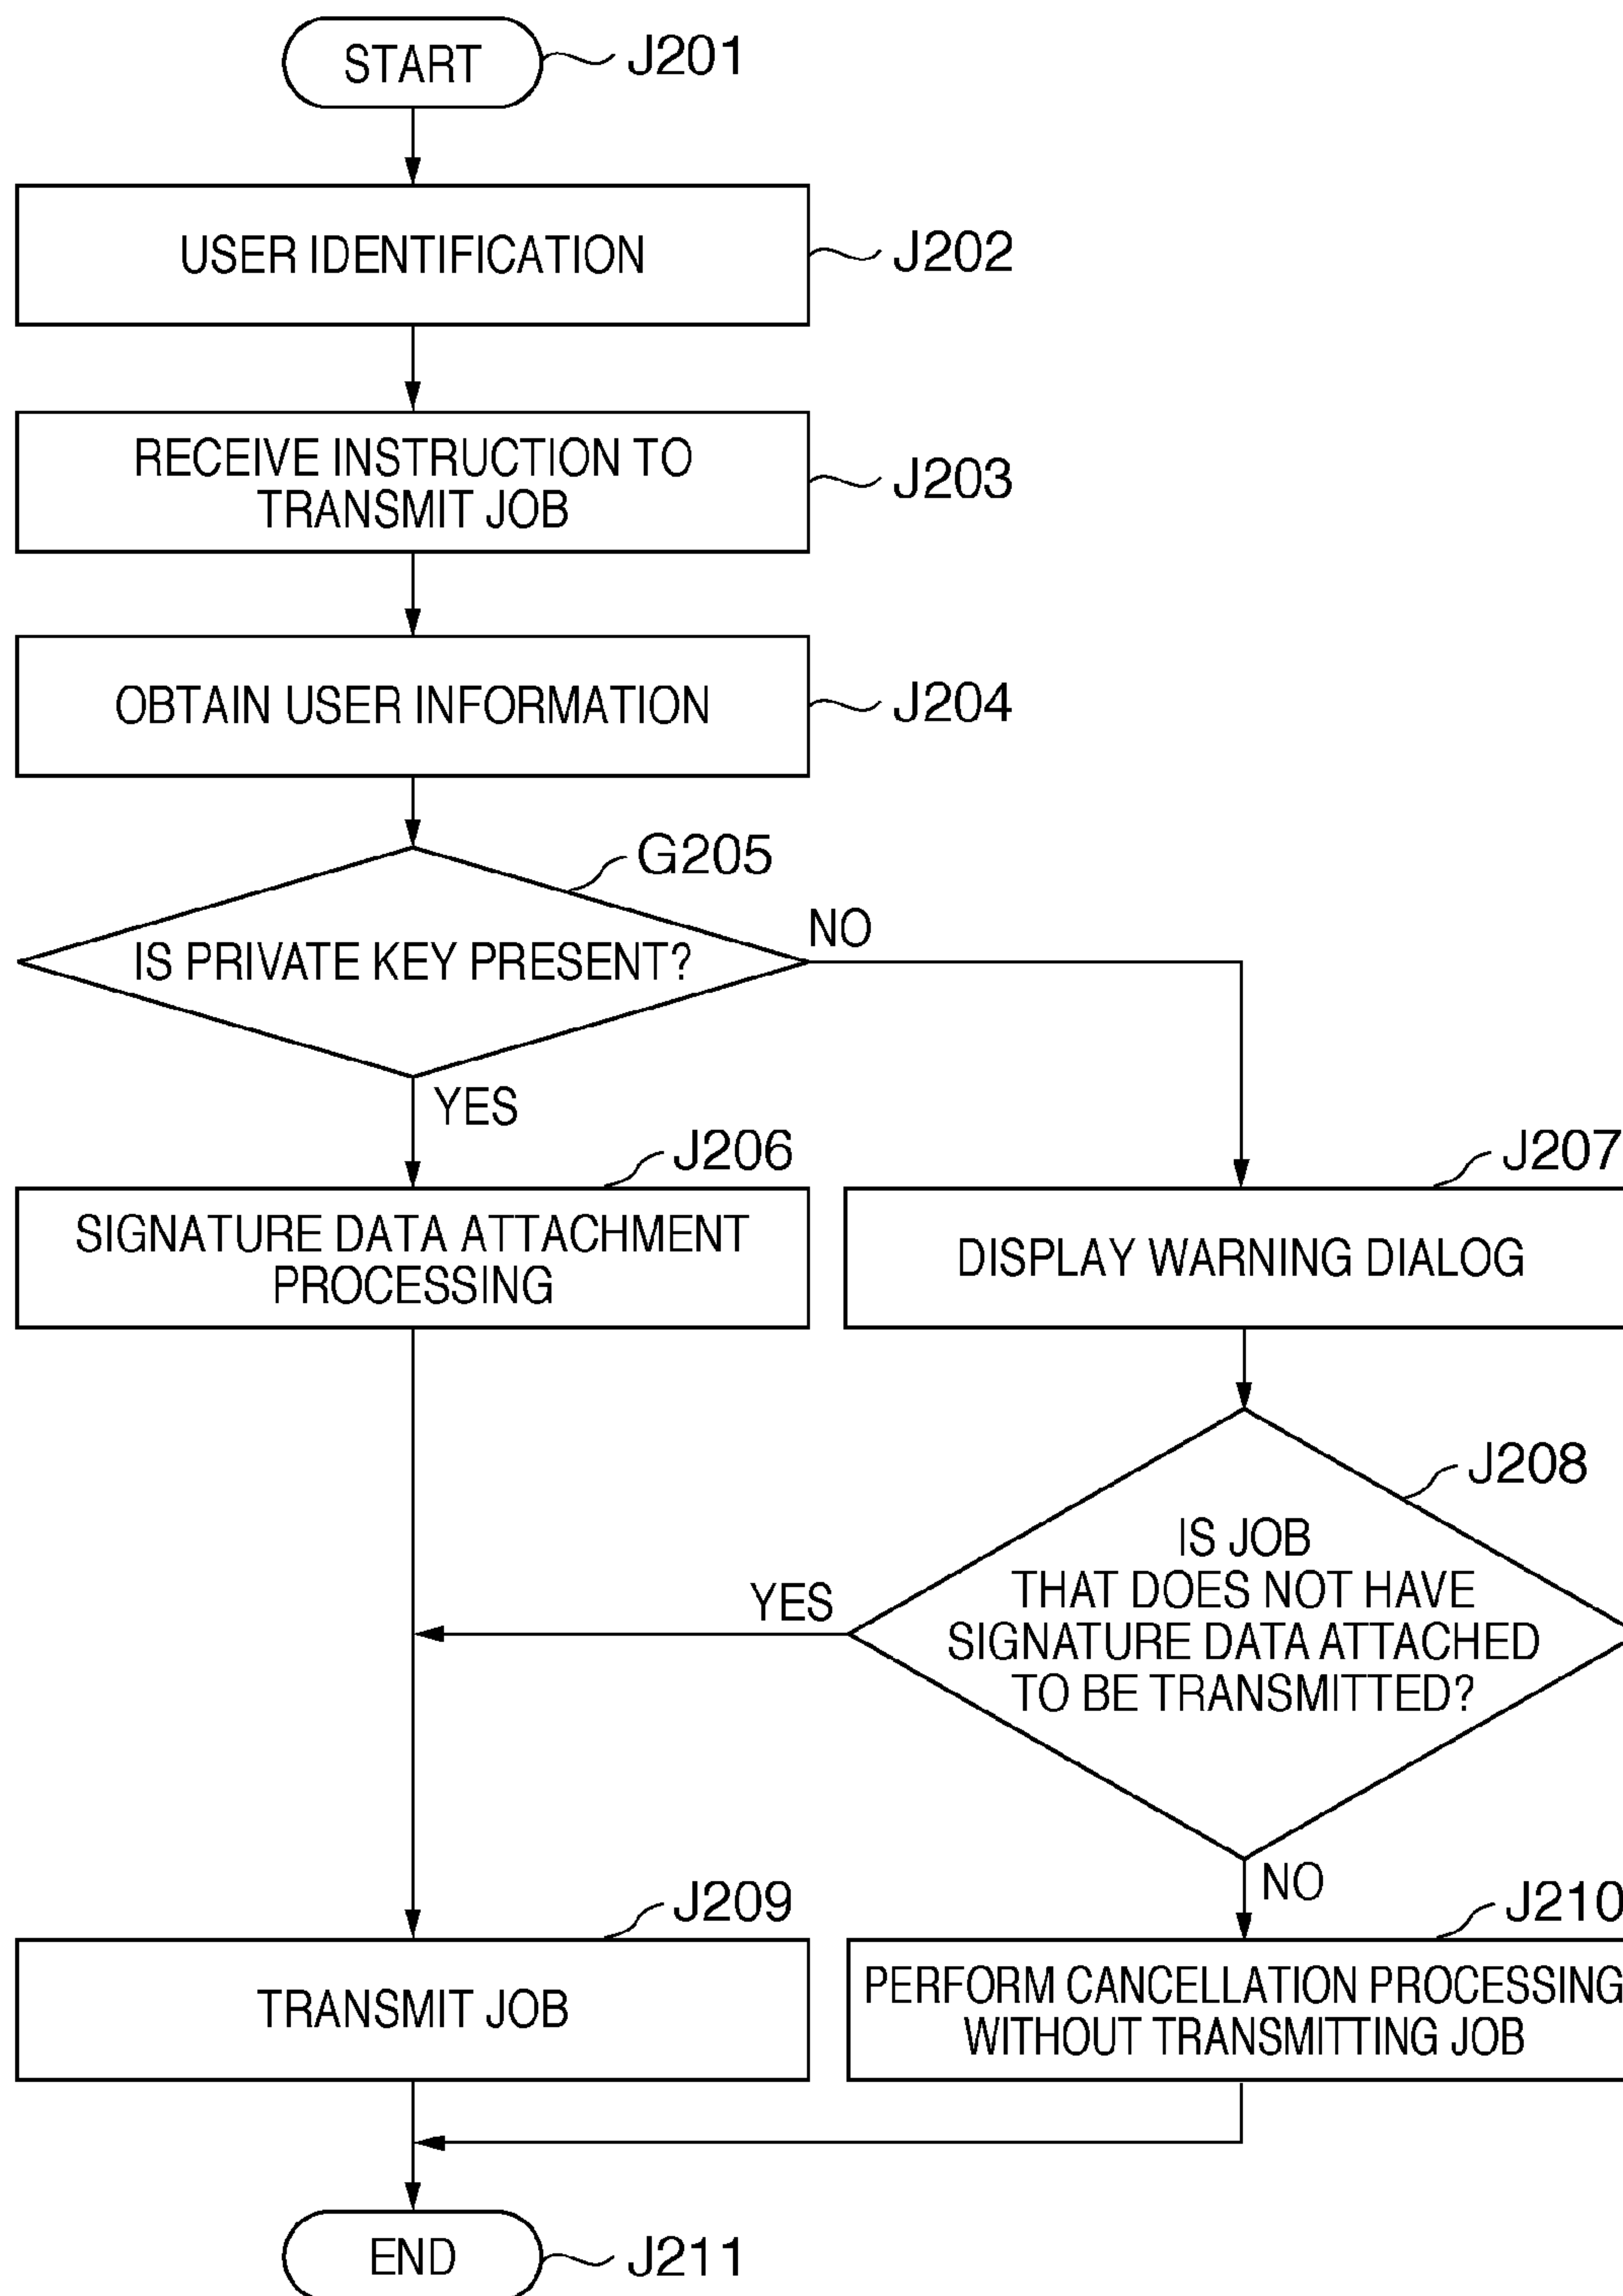 START
J201
USER IDENTIFICATION
J202
RECEIVE INSTRUCTION TO
TRANSMIT JOB
J203
OBTAIN USER INFORMATION
J204
G205
IS PRIVATE KEY PRESENT?
NO
YES
J206
SIGNATURE DATA ATTACHMENT
PROCESSING
J207
DISPLAY WARNING DIALOG
J208
IS JOB
THAT DOES NOT HAVE
SIGNATURE DATA ATTACHED
TO BE TRANSMITTED?
YES
NO
J209
TRANSMIT JOB
J210
PERFORM CANCELLATION PROCESSING
WITHOUT TRANSMITTING JOB
END
J211